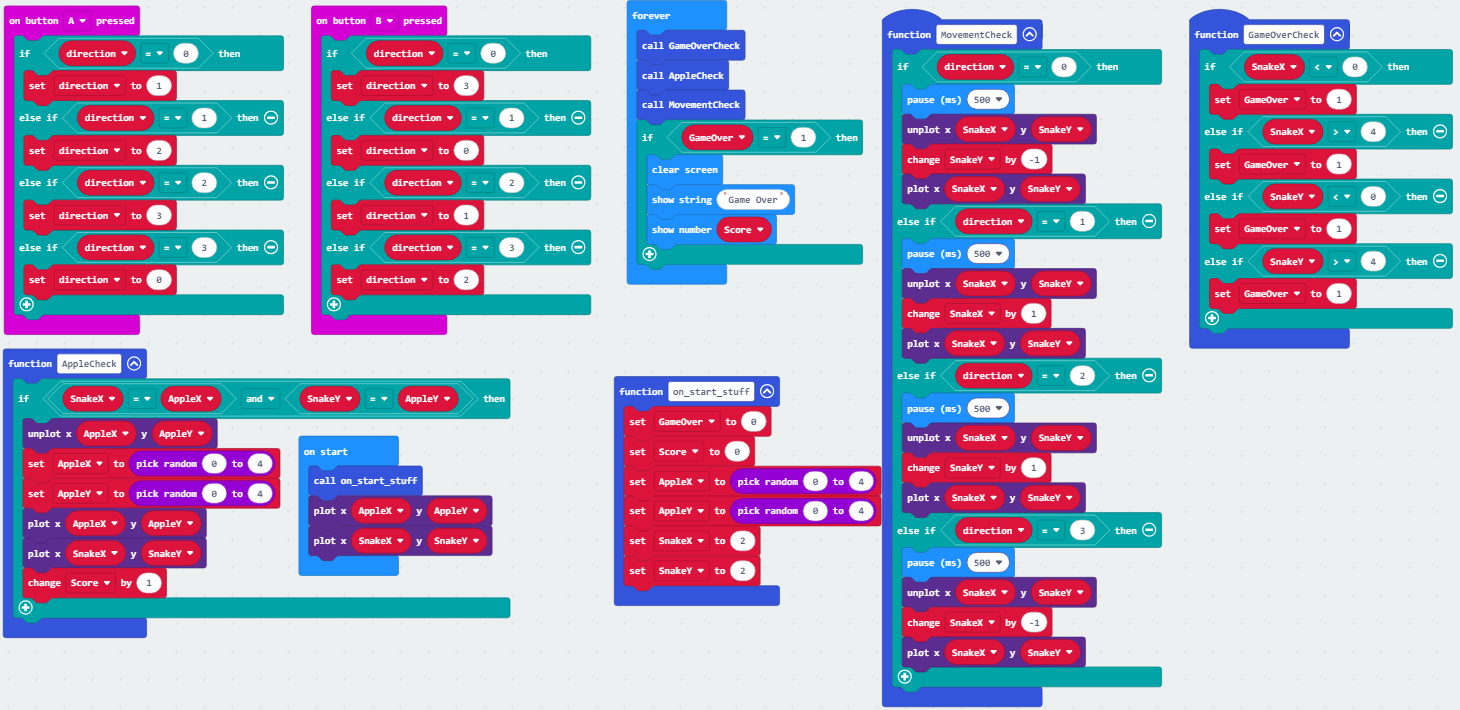 on button A pressed
if direction = 0 then
set direction to 1
else if direction = 1 then
set direction to 2
else if direction = 2 then
set direction to 3
else if direction = 3 then
set direction to 0
on button B pressed
if direction = 0 then
set direction to 3
else if direction = 1 then
set direction to 0
else if direction = 2 then
set direction to 1
else if direction = 3 then
set direction to 2
forever
call GameOverCheck
call AppleCheck
call MovementCheck
if GameOver = 1 then
clear screen
show string "Game Over"
show number Score
function MovementCheck
if direction = 0 then
pause (ms) 500
unplot x SnakeX y SnakeY
change SnakeY by -1
plot x SnakeX y SnakeY
else if direction = 1 then
pause (ms) 500
unplot x SnakeX y SnakeY
change SnakeX by 1
plot x SnakeX y SnakeY
else if direction = 2 then
pause (ms) 500
unplot x SnakeX y SnakeY
change SnakeY by 1
plot x SnakeX y SnakeY
else if direction = 3 then
pause (ms) 500
unplot x SnakeX y SnakeY
change SnakeX by -1
plot x SnakeX y SnakeY
function GameOverCheck
if SnakeX < 0 then
set GameOver to 1
else if SnakeX > 4 then
set GameOver to 1
else if SnakeY < 0 then
set GameOver to 1
else if SnakeY > 4 then
set GameOver to 1
function AppleCheck
if SnakeX = AppleX and SnakeY = AppleY then
unplot x AppleX y AppleY
set AppleX to pick random 0 to 4
set AppleY to pick random 0 to 4
plot x AppleX y AppleY
plot x SnakeX y SnakeY
change Score by 1
on start
call on_start_stuff
plot x AppleX y AppleY
plot x SnakeX y SnakeY
function on_start_stuff
set GameOver to 0
set Score to 0
set AppleX to pick random 0 to 4
set AppleY to pick random 0 to 4
set SnakeX to 2
set SnakeY to 2